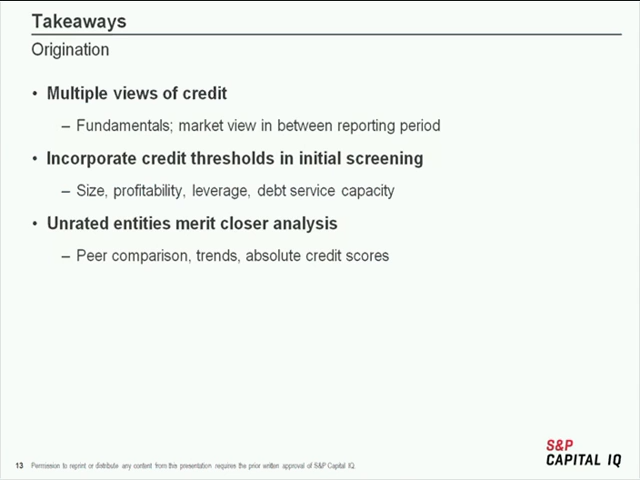 Takeaways
Origination
• Multiple views of credit
– Fundamentals; market view in between reporting period
• Incorporate credit thresholds in initial screening
– Size, profitability, leverage, debt service capacity
• Unrated entities merit closer analysis
– Peer comparison, trends, absolute credit scores
S&P
CAPITAL IQ
13 Permission to reprint or distribute any content from this presentation requires the prior written approval of S&P Capital IQ.